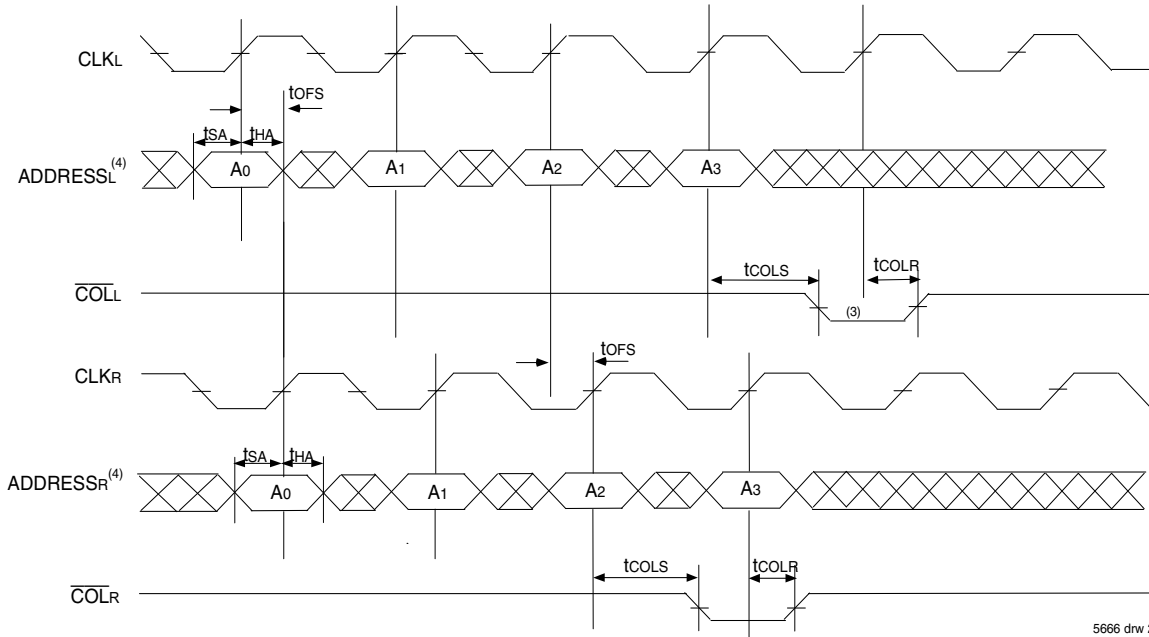 CLKL
tOFS
tSA tHA
ADDRESSL(4) A0 A1 A2 A3
tCOLS tCOLR
COLL (3)
tOFS
CLKR
tSA tHA
ADDRESSR(4) A0 A1 A2 A3
tCOLS tCOLR
COLR
5666 drw